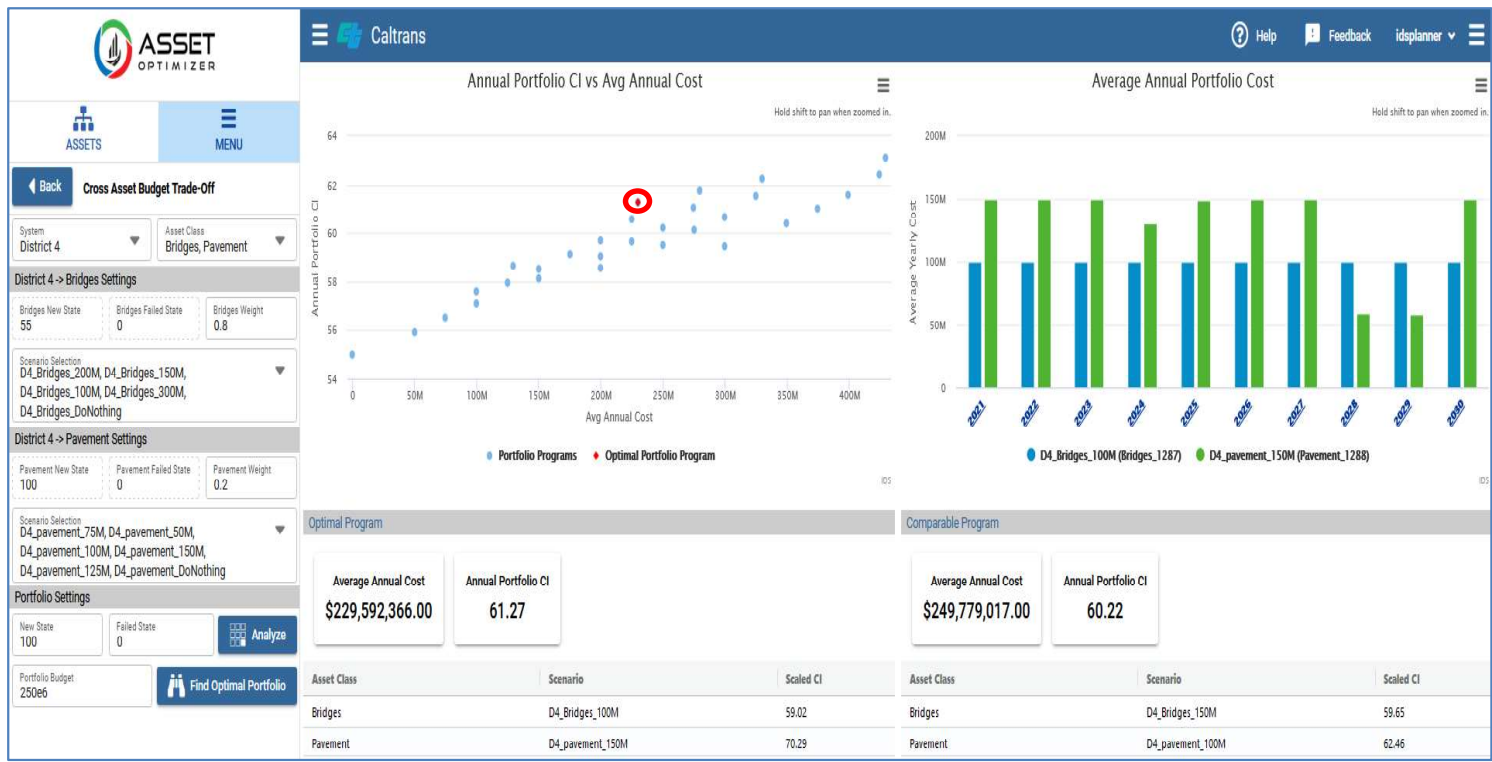 ASSET
OPTIMIZER
ASSETS
MENU
Back
Cross Asset Budget Trade-Off
System
District 4
Asset Class
Bridges, Pavement
District 4 -> Bridges Settings
Bridges New State
55
Bridges Failed State
0
Bridges Weight
0.8
Scenario Selection
D4_Bridges_200M, D4_Bridges_150M,
D4_Bridges_100M, D4_Bridges_300M,
D4_Bridges_DoNothing
District 4 -> Pavement Settings
Pavement New State
100
Pavement Failed State
0
Pavement Weight
0.2
Scenario Selection
D4_pavement_75M, D4_pavement_50M,
D4_pavement_100M, D4_pavement_150M,
D4_pavement_125M, D4_pavement_DoNothing
Portfolio Settings
New State
100
Failed State
0
Analyze
Portfolio Budget
250e6
Find Optimal Portfolio
Caltrans
Help
Feedback
idsplanner
Annual Portfolio CI vs Avg Annual Cost
Hold shift to pan when zoomed in.
Annual Portfolio CI
64
62
60
58
56
54
0 50M 100M 150M 200M 250M 300M 350M 400M
Avg Annual Cost
Portfolio Programs Optimal Portfolio Program
IDS
Average Annual Portfolio Cost
Hold shift to pan when zoomed in.
Average Yearly Cost
200M
150M
100M
50M
0
2021 2022 2023 2024 2025 2026 2027 2028 2029 2030
D4_Bridges_100M (Bridges_1287) D4_pavement_150M (Pavement_1288)
IDS
Optimal Program
Average Annual Cost
$229,592,366.00
Annual Portfolio CI
61.27
Asset Class Scenario Scaled CI
Bridges D4_Bridges_100M 59.02
Pavement D4_pavement_150M 70.29
Comparable Program
Average Annual Cost
$249,779,017.00
Annual Portfolio CI
60.22
Asset Class Scenario Scaled CI
Bridges D4_Bridges_150M 59.65
Pavement D4_pavement_100M 62.46